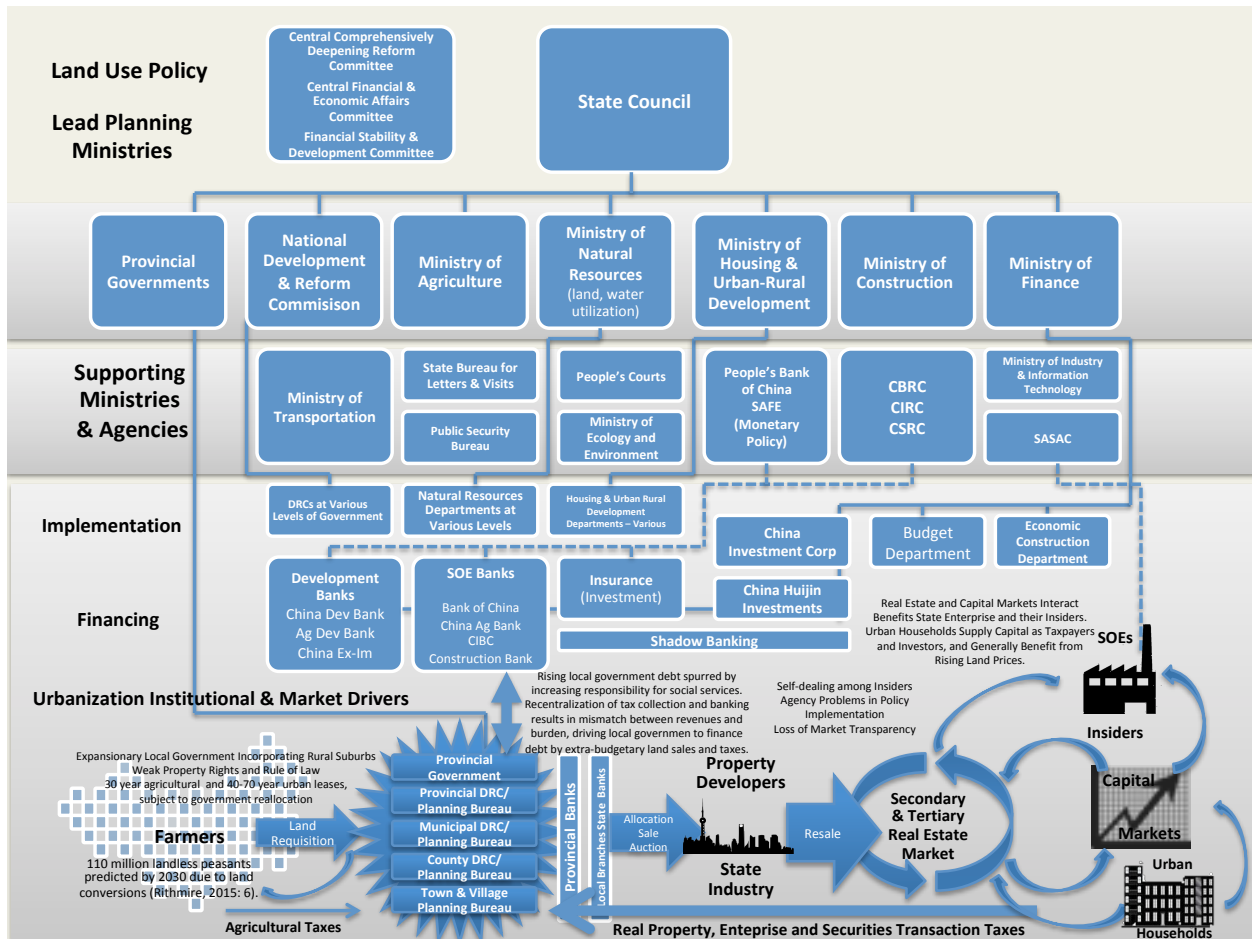 Land Use Policy
Lead Planning
Ministries
Central Comprehensively
Deepening Reform
Committee
Central Financial &
Economic Affairs
Committee
Financial Stability &
Development Committee
State Council
Provincial
Governments
National
Development
& Reform
Commisison
Ministry of
Agriculture
Ministry of
Natural
Resources
(land, water
utilization)
Ministry of
Housing &
Urban-Rural
Development
Ministry of
Construction
Ministry of
Finance
Supporting
Ministries
& Agencies
Ministry of
Transportation
State Bureau for
Letters & Visits
Public Security
Bureau
People's Courts
Ministry of
Ecology and
Environment
People's Bank
of China
SAFE
(Monetary
Policy)
CBRC
CIRC
CSRC
Ministry of Industry
& Information
Technology
SASAC
Implementation
DRCs at Various
Levels of Government
Natural Resources
Departments at
Various Levels
Housing & Urban Rural
Development
Departments – Various
China
Investment Corp
Budget
Department
Economic
Construction
Department
Financing
Development
Banks
China Dev Bank
Ag Dev Bank
China Ex-Im
SOE Banks
Bank of China
China Ag Bank
CIBC
Construction Bank
Insurance
(Investment)
China Huijin
Investments
Shadow Banking
Real Estate and Capital Markets Interact
Benefits State Enterprise and their Insiders.
Urban Households Supply Capital as Taxpayers
and Investors, and Generally Benefit from
Rising Land Prices.
SOEs
Insiders
Urbanization Institutional & Market Drivers
Rising local government debt spurred by
increasing responsibility for social services.
Recentralization of tax collection and banking
results in mismatch between revenues and
burden, driving local governmen to finance
debt by extra-budgetary land sales and taxes.
Self-dealing among Insiders
Agency Problems in Policy
Implementation
Loss of Market Transparency
Expansionary Local Government Incorporating Rural Suburbs
Weak Property Rights and Rule of Law
30 year agricultural and 40-70 year urban leases,
subject to government reallocation
Farmers
110 million landless peasants
predicted by 2030 due to land
conversions (Rithmire, 2015: 6).
Land
Requisition
Agricultural Taxes
Provincial
Government
Provincial DRC/
Planning Bureau
Municipal DRC/
Planning Bureau
County DRC/
Planning Bureau
Town & Village
Planning Bureau
Provincial Banks
Local Branches State Banks
Allocation
Sale
Auction
Property
Developers
State
Industry
Resale
Secondary
& Tertiary
Real Estate
Market
Capital
Markets
Urban
Households
Real Property, Enteprise and Securities Transaction Taxes